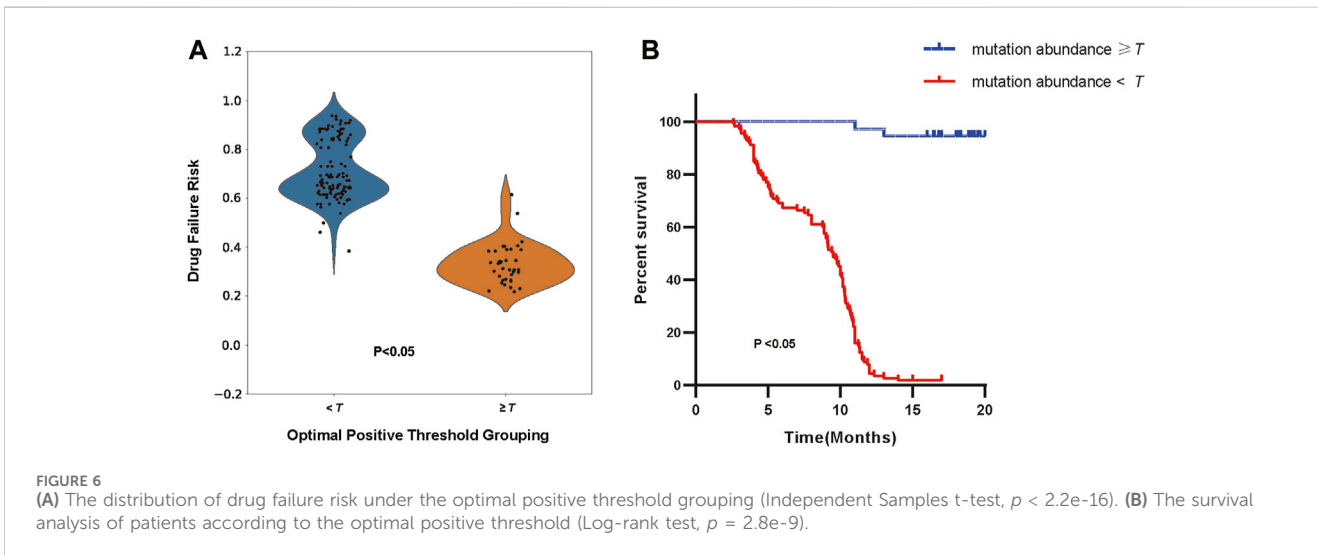 A
1.2
1.0
0.8
0.6
0.4
0.2
0.0
−0.2
Drug Failure Risk
P<0.05
< T
≥ T
Optimal Positive Threshold Grouping
B
mutation abundance ⩾ T
mutation abundance < T
100
80
60
40
20
0
Percent survival
P <0.05
0
5
10
15
20
Time(Months)
FIGURE 6
(A) The distribution of drug failure risk under the optimal positive threshold grouping (Independent Samples t-test, p < 2.2e-16). (B) The survival
analysis of patients according to the optimal positive threshold (Log-rank test, p = 2.8e-9).